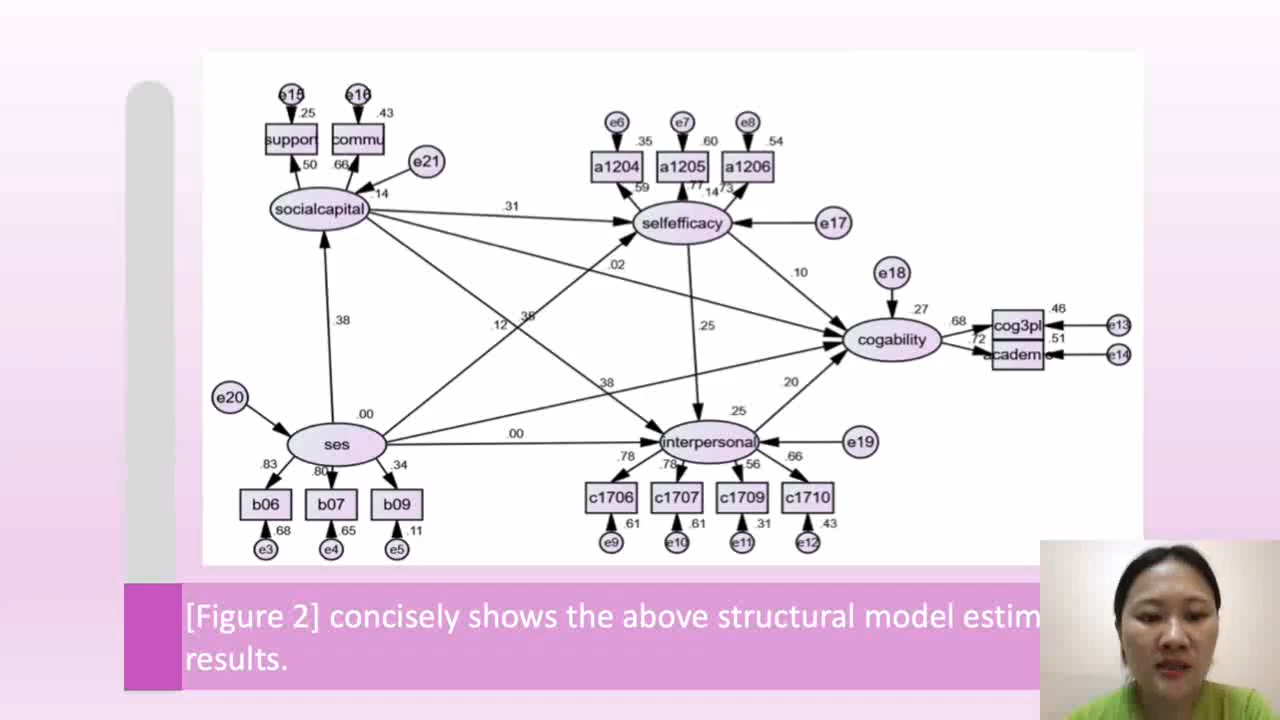 e15
e16
.25
.43
support
commu
.50
.66
e21
.14
socialcapital
e6
e7
e8
.35
.60
.54
a1204
a1205
a1206
.59
.77
.14
.73
.31
selfefficacy
e17
.02
.10
e18
.27
.38
.12
.25
cogability
.68
.72
cog3pl
.46
e13
academ
.51
e14
.38
.20
e20
.00
ses
.00
.25
interpersonal
e19
.83
.80
.34
b06
b07
b09
.68
.65
.11
e3
e4
e5
.78
.78
.56
.66
c1706
c1707
c1709
c1710
.61
.61
.31
.43
e9
e10
e11
e12
[Figure 2] concisely shows the above structural model estim
results.